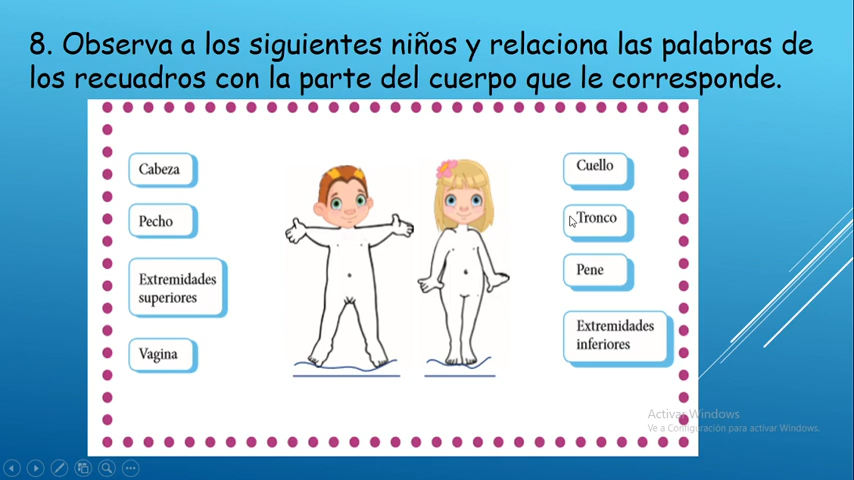 8. Observa a los siguientes niños y relaciona las palabras de
los recuadros con la parte del cuerpo que le corresponde.
Cabeza
Pecho
Extremidades
superiores
Vagina
Cuello
Tronco
Pene
Extremidades
inferiores
Activar Windows
Ve a Configuración para activar Windows.